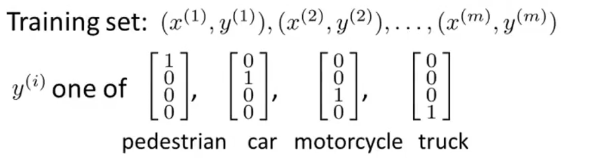 Training set: (x^{(1)}, y^{(1)}), (x^{(2)}, y^{(2)}), . . . , (x^{(m)}, y^{(m)})
y^{(i)} one of [1 0 0 0], [0 1 0 0], [0 0 1 0], [0 0 0 1]
pedestrian car motorcycle truck